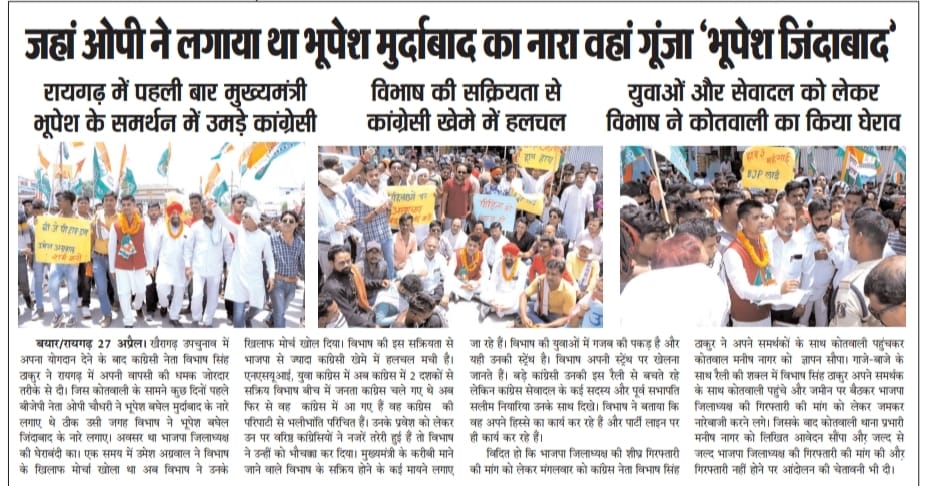 जहां ओपी ने लगाया था भूपेश मुर्दाबाद का नारा वहां गूंजा 'भूपेश जिंदाबाद'
रायगढ़ में पहली बार मुख्यमंत्री
भूपेश के समर्थन में उमड़े कांग्रेसी
विभाष की सक्रियता से
कांग्रेसी खेमे में हलचल
युवाओं और सेवादल को लेकर
विभाष ने कोतवाली का किया घेराव
बी जे पी हाय हाय
उमेश अग्रवाल
हाय हाय
BJP लाई
बयार/रायगढ़ 27 अप्रैल। खैरागढ़ उपचुनाव में
अपना योगदान देने के बाद कांग्रेसी नेता विभाष सिंह
ठाकुर ने रायगढ़ में अपनी वापसी की धमक जोरदार
तरीके से दी। जिस कोतवाली के सामने कुछ दिनों पहले
बीजेपी नेता ओपी चौधरी ने भूपेश बघेल मुर्दाबाद के नारे
लगाए थे ठीक उसी जगह विभाष ने भूपेश बघेल
जिंदाबाद के नारे लगाए। अवसर था भाजपा जिलाध्यक्ष
की घेराबंदी का। एक समय में उमेश अग्रवाल ने विभाष
के खिलाफ मोर्चा खोला था अब विभाष ने उनके
खिलाफ मोर्चा खोल दिया। विभाष की इस सक्रियता से
भाजपा से ज्यादा कांग्रेसी खेमे में हलचल मची है।
एनएसयूआई, युवा कांग्रेस में अब कांग्रेस में 2 दशकों से
सक्रिय विभाष बीच में जनता कांग्रेस चले गए थे अब
फिर से वह कांग्रेस में आ गए हैं वह कांग्रेस की
परिपाटी से भलीभांति परिचित हैं। उनके प्रवेश को लेकर
उन पर वरिष्ठ कांग्रेसियों ने नजरें तरेरी हुई हैं तो विभाष
ने उन्हीं को भौचक्का कर दिया। मुख्यमंत्री के करीबी माने
जाने वाले विभाष के सक्रिय होने के कई मायने लगाए
जा रहे हैं। विभाष की युवाओं में गजब की पकड़ है और
यही उनकी स्ट्रेंथ है। विभाष अपनी स्ट्रेंथ पर खेलना
जानते हैं। बड़े कांग्रेसी उनकी इस रैली से बचते रहे
लेकिन कांग्रेस सेवादल के कई सदस्य और पूर्व सभापति
सलीम नियारिया उनके साथ दिखे। विभाष ने बताया कि
वह अपने हिस्से का कार्य कर रहे हैं और पार्टी लाइन पर
ही कार्य कर रहे हैं।
विदित हो कि भाजपा जिलाध्यक्ष की शीघ्र गिरफ्तारी
की मांग को लेकर मंगलवार को कांग्रेस नेता विभाष सिंह
ठाकुर ने अपने समर्थकों के साथ कोतवाली पहुंचकर
कोतवाल मनीष नागर को ज्ञापन सौंपा। गाजे-बाजे के
साथ रैली की शक्ल में विभाष सिंह ठाकुर अपने समर्थक
के साथ कोतवाली पहुंचे और जमीन पर बैठकर भाजपा
जिलाध्यक्ष की गिरफ्तारी की मांग को लेकर जमकर
नारेबाजी करने लगे। जिसके बाद कोतवाली थाना प्रभारी
मनीष नागर को लिखित आवेदन सौंपा और जल्द से
जल्द भाजपा जिलाध्यक्ष की गिरफ्तारी की मांग की और
गिरफ्तारी नहीं होने पर आंदोलन की चेतावनी भी दी।